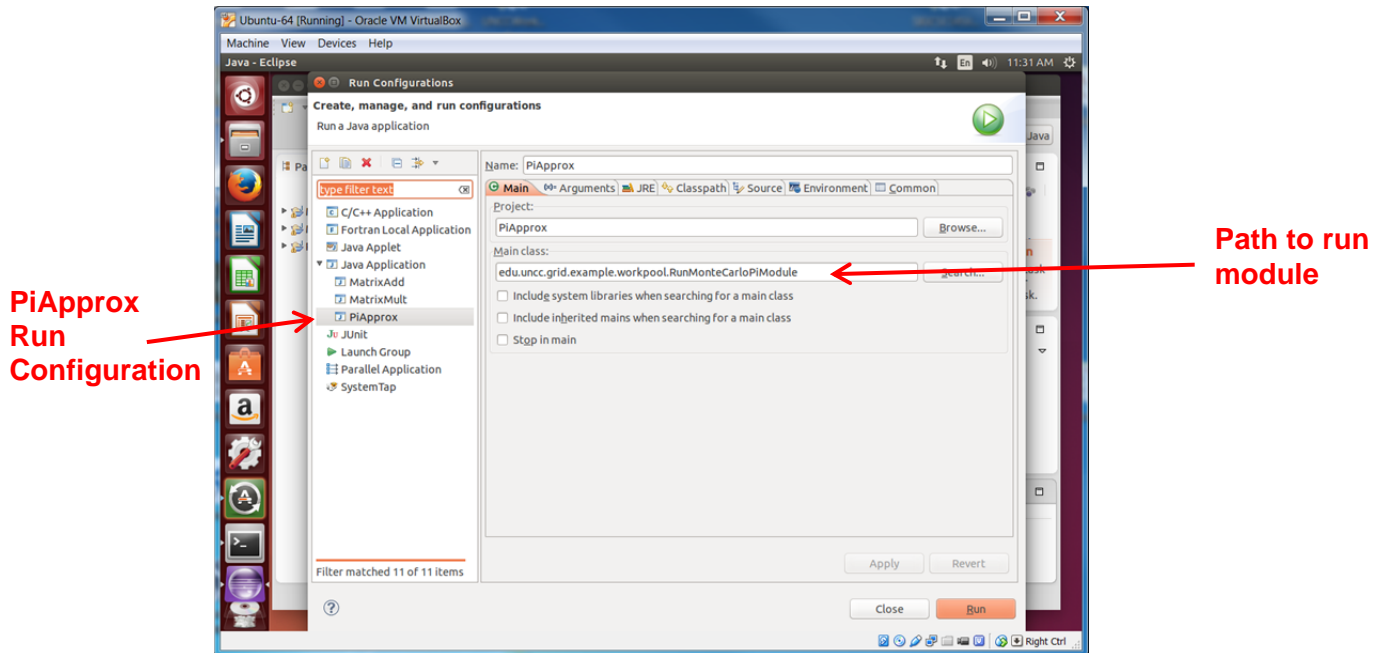 Ubuntu-64 [Running] - Oracle VM VirtualBox
Machine View Devices Help
Java - Eclipse
En
11:31 AM
Run Configurations
Create, manage, and run configurations
Run a Java application
Java
Pa
type filter text
C/C++ Application
Fortran Local Application
Java Applet
Java Application
MatrixAdd
MatrixMult
PiApprox
Ju JUnit
Launch Group
Parallel Application
SystemTap
Filter matched 11 of 11 items
Name: PiApprox
Main Arguments JRE Classpath Source Environment Common
Project:
PiApprox
Browse...
Main class:
edu.uncc.grid.example.workpool.RunMonteCarloPiModule
Search...
Include system libraries when searching for a main class
Include inherited mains when searching for a main class
Stop in main
Apply Revert
Close Run
Right Ctrl
PiApprox
Run
Configuration
Path to run
module